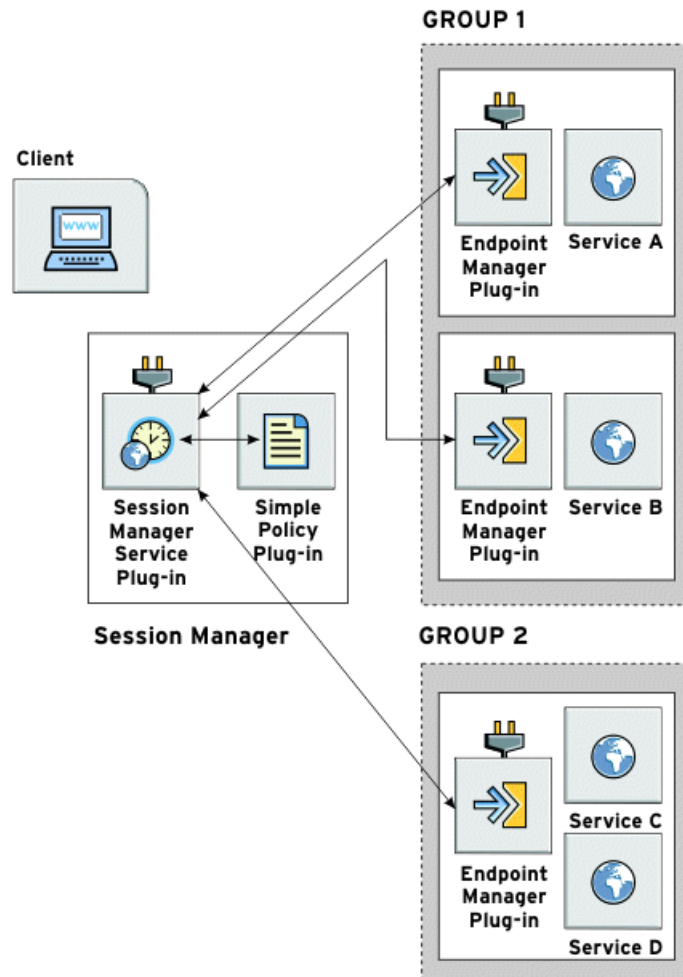 GROUP 1
Client
www
Endpoint
Manager
Plug-in
Service A
Endpoint
Manager
Plug-in
Service B
Session
Manager
Service
Plug-in
Simple
Policy
Plug-in
Session Manager
GROUP 2
Service C
Endpoint
Manager
Plug-in
Service D